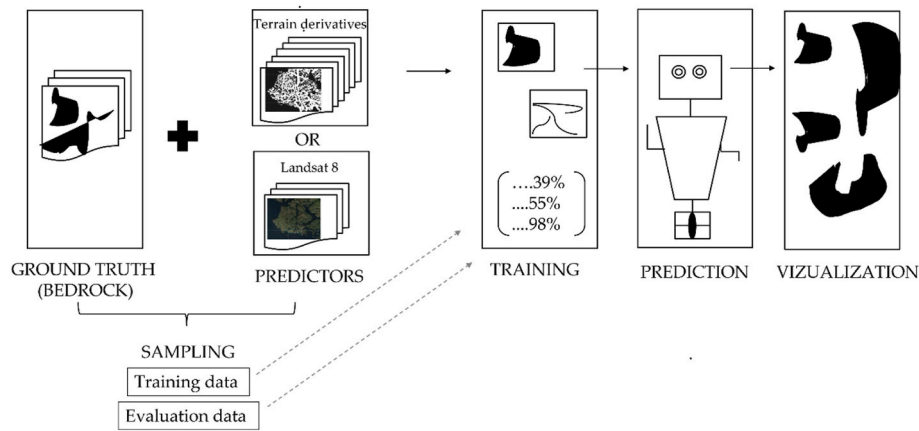 Terrain derivatives
OR
Landsat 8
….39%
....55%
....98%
GROUND TRUTH
(BEDROCK)
PREDICTORS
TRAINING
PREDICTION
VIZUALIZATION
SAMPLING
Training data
Evaluation data